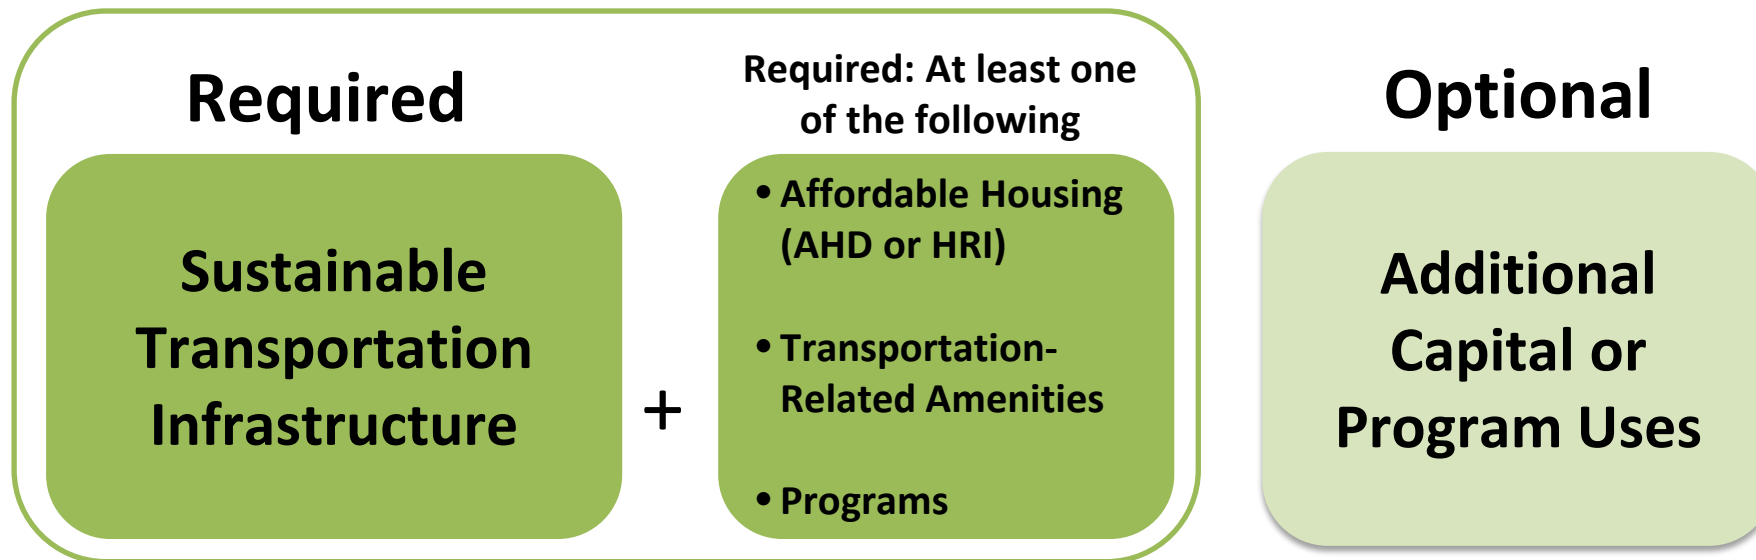 Required
Sustainable
Transportation
Infrastructure
+
Required: At least one
of the following
• Affordable Housing
(AHD or HRI)
• Transportation-
Related Amenities
• Programs
Optional
Additional
Capital or
Program Uses